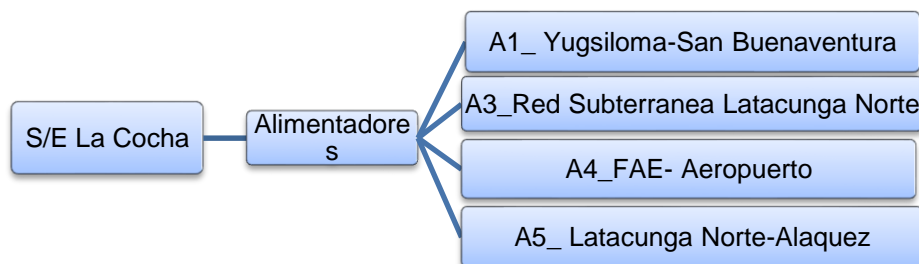 A1_ Yugsiloma-San Buenaventura
A3_Red Subterranea Latacunga Norte
S/E La Cocha
Alimentadore
s
A4_FAE- Aeropuerto
A5_ Latacunga Norte-Alaquez